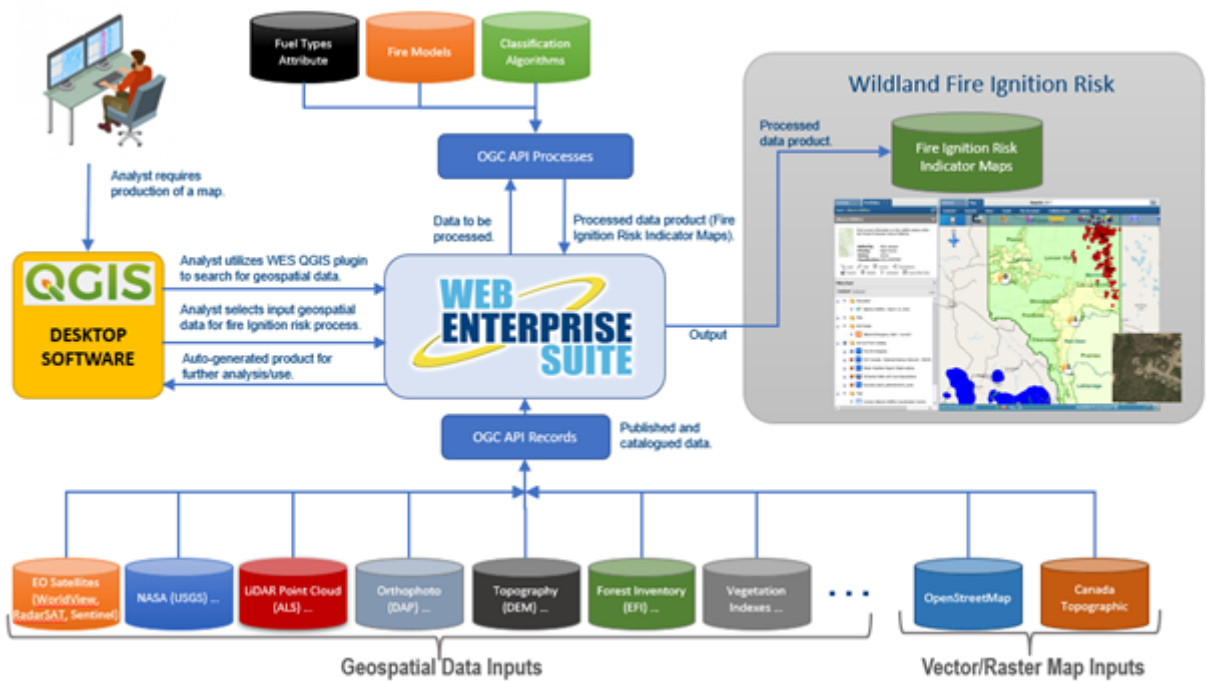 Fuel Types
Attribute
Fire Models
Classification
Algorithms
Wildland Fire Ignition Risk
Processed
data product.
Fire Ignition Risk
Indicator Maps
OGC API Processes
Analyst requires
production of a map.
Data to be
processed.
Processed data product (Fire
Ignition Risk Indicator Maps).
QGIS
DESKTOP
SOFTWARE
Analyst utilizes WES QGIS plugin
to search for geospatial data.
Analyst selects input geospatial
data for fire Ignition risk process.
Auto-generated product for
further analysis/use.
WEB
ENTERPRISE
SUITE
Output
OGC API Records
Published and
catalogued data.
EO Satellites
(WorldView,
RadarSAT, Sentinel)
NASA (USGS) ...
LiDAR Point Cloud
(ALS) ...
Orthophoto
(DAP) ...
Topography
(DEM) ...
Forest Inventory
(EFI) ...
Vegetation
Indexes ...
...
OpenStreetMap
Canada
Topographic
Geospatial Data Inputs
Vector/Raster Map Inputs